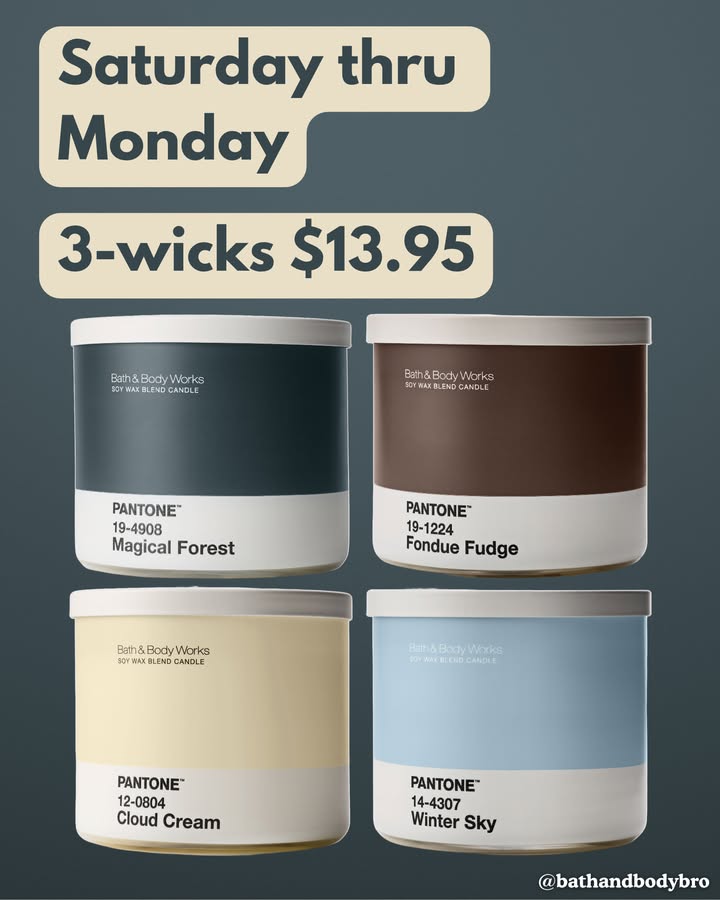 Saturday thru
Monday
3-wicks $13.95
Bath & Body Works
SOY WAX BLEND CANDLE
PANTONE™
19-4908
Magical Forest
Bath & Body Works
SOY WAX BLEND CANDLE
PANTONE™
19-1224
Fondue Fudge
Bath & Body Works
SOY WAX BLEND CANDLE
PANTONE™
12-0804
Cloud Cream
Bath & Body Works
SOY WAX BLEND CANDLE
PANTONE™
14-4307
Winter Sky
@bathandbodybro